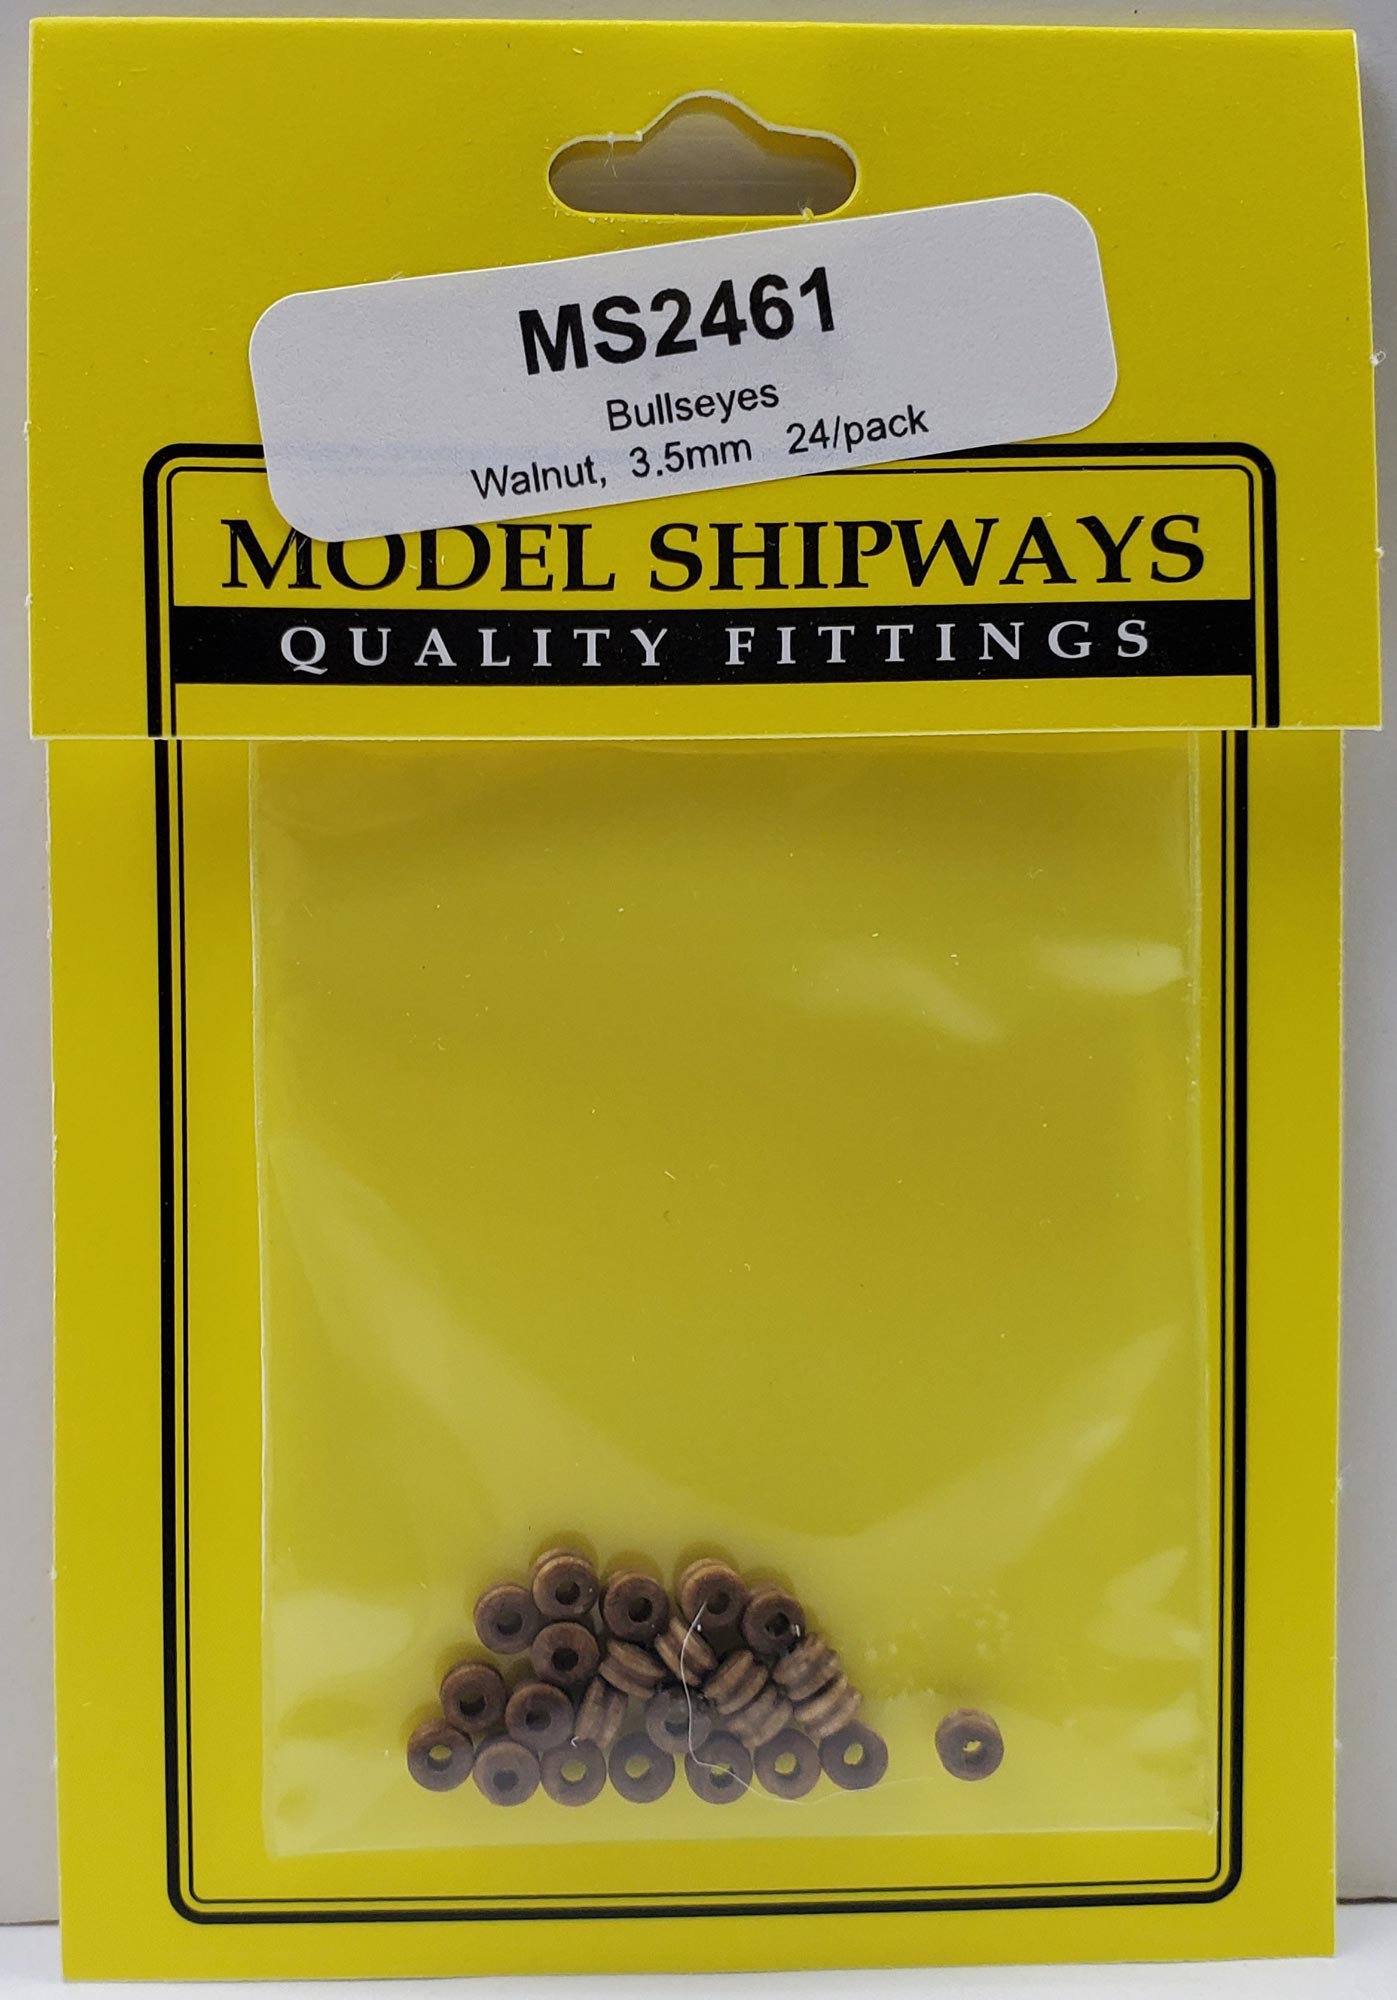 MS2461
Bullseyes
Walnut, 3.5mm 24/pack
MODEL SHIPWAYS
QUALITY FITTINGS